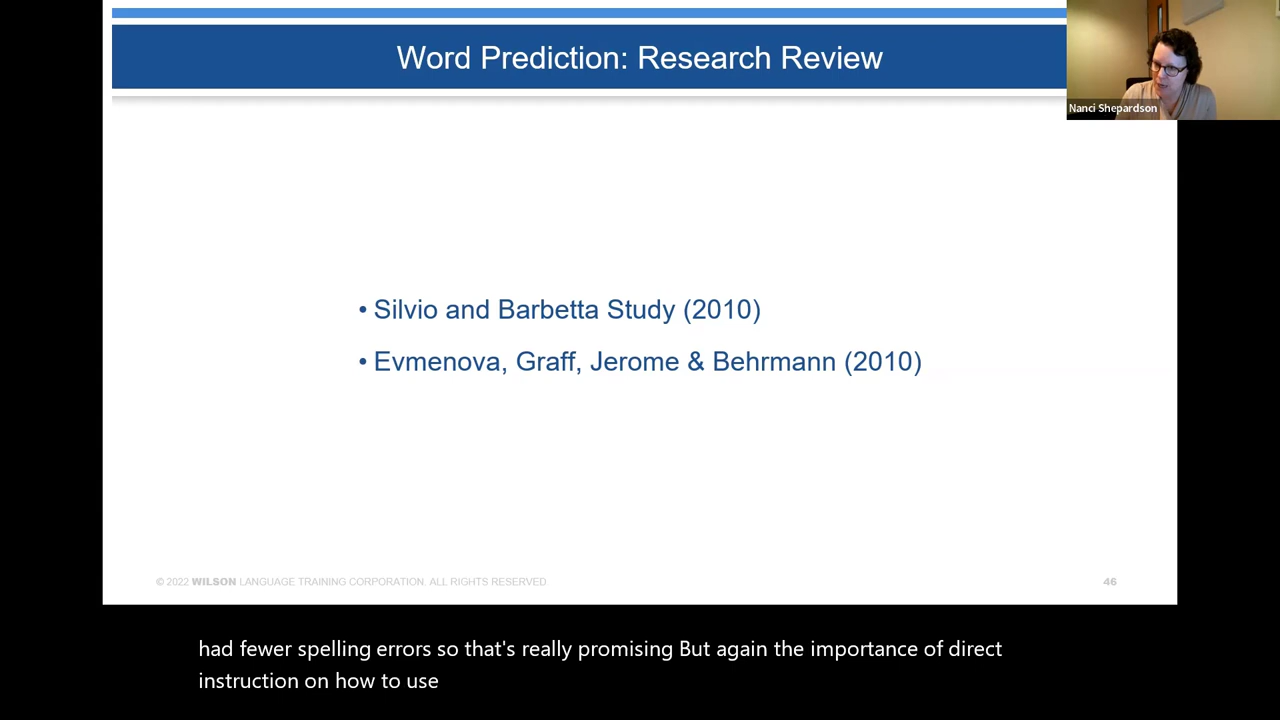 Word Prediction: Research Review
Nanci Shepardson
• Silvio and Barbetta Study (2010)
• Evmenova, Graff, Jerome & Behrmann (2010)
© 2022 WILSON LANGUAGE TRAINING CORPORATION. ALL RIGHTS RESERVED
46
had fewer spelling errors so that's really promising But again the importance of direct
instruction on how to use